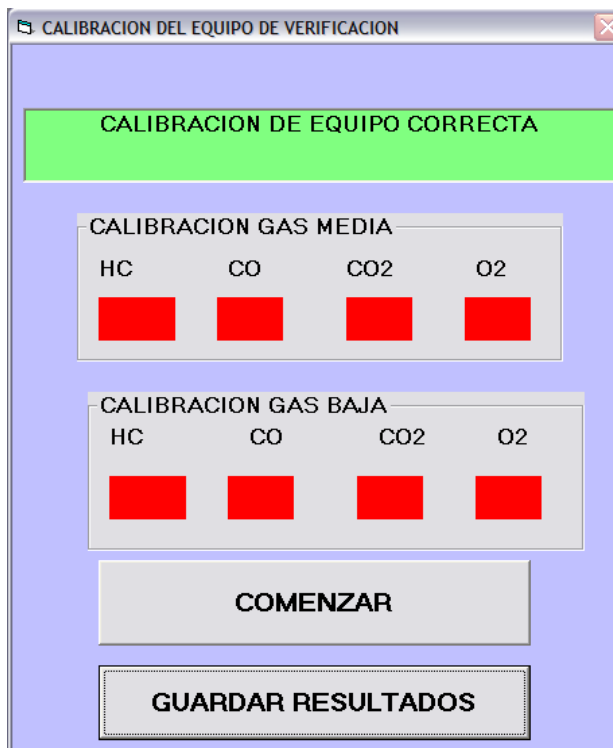 CALIBRACION DEL EQUIPO DE VERIFICACION
CALIBRACION DE EQUIPO CORRECTA
CALIBRACION GAS MEDIA
HC CO CO2 O2
CALIBRACION GAS BAJA
HC CO CO2 O2
COMENZAR
GUARDAR RESULTADOS